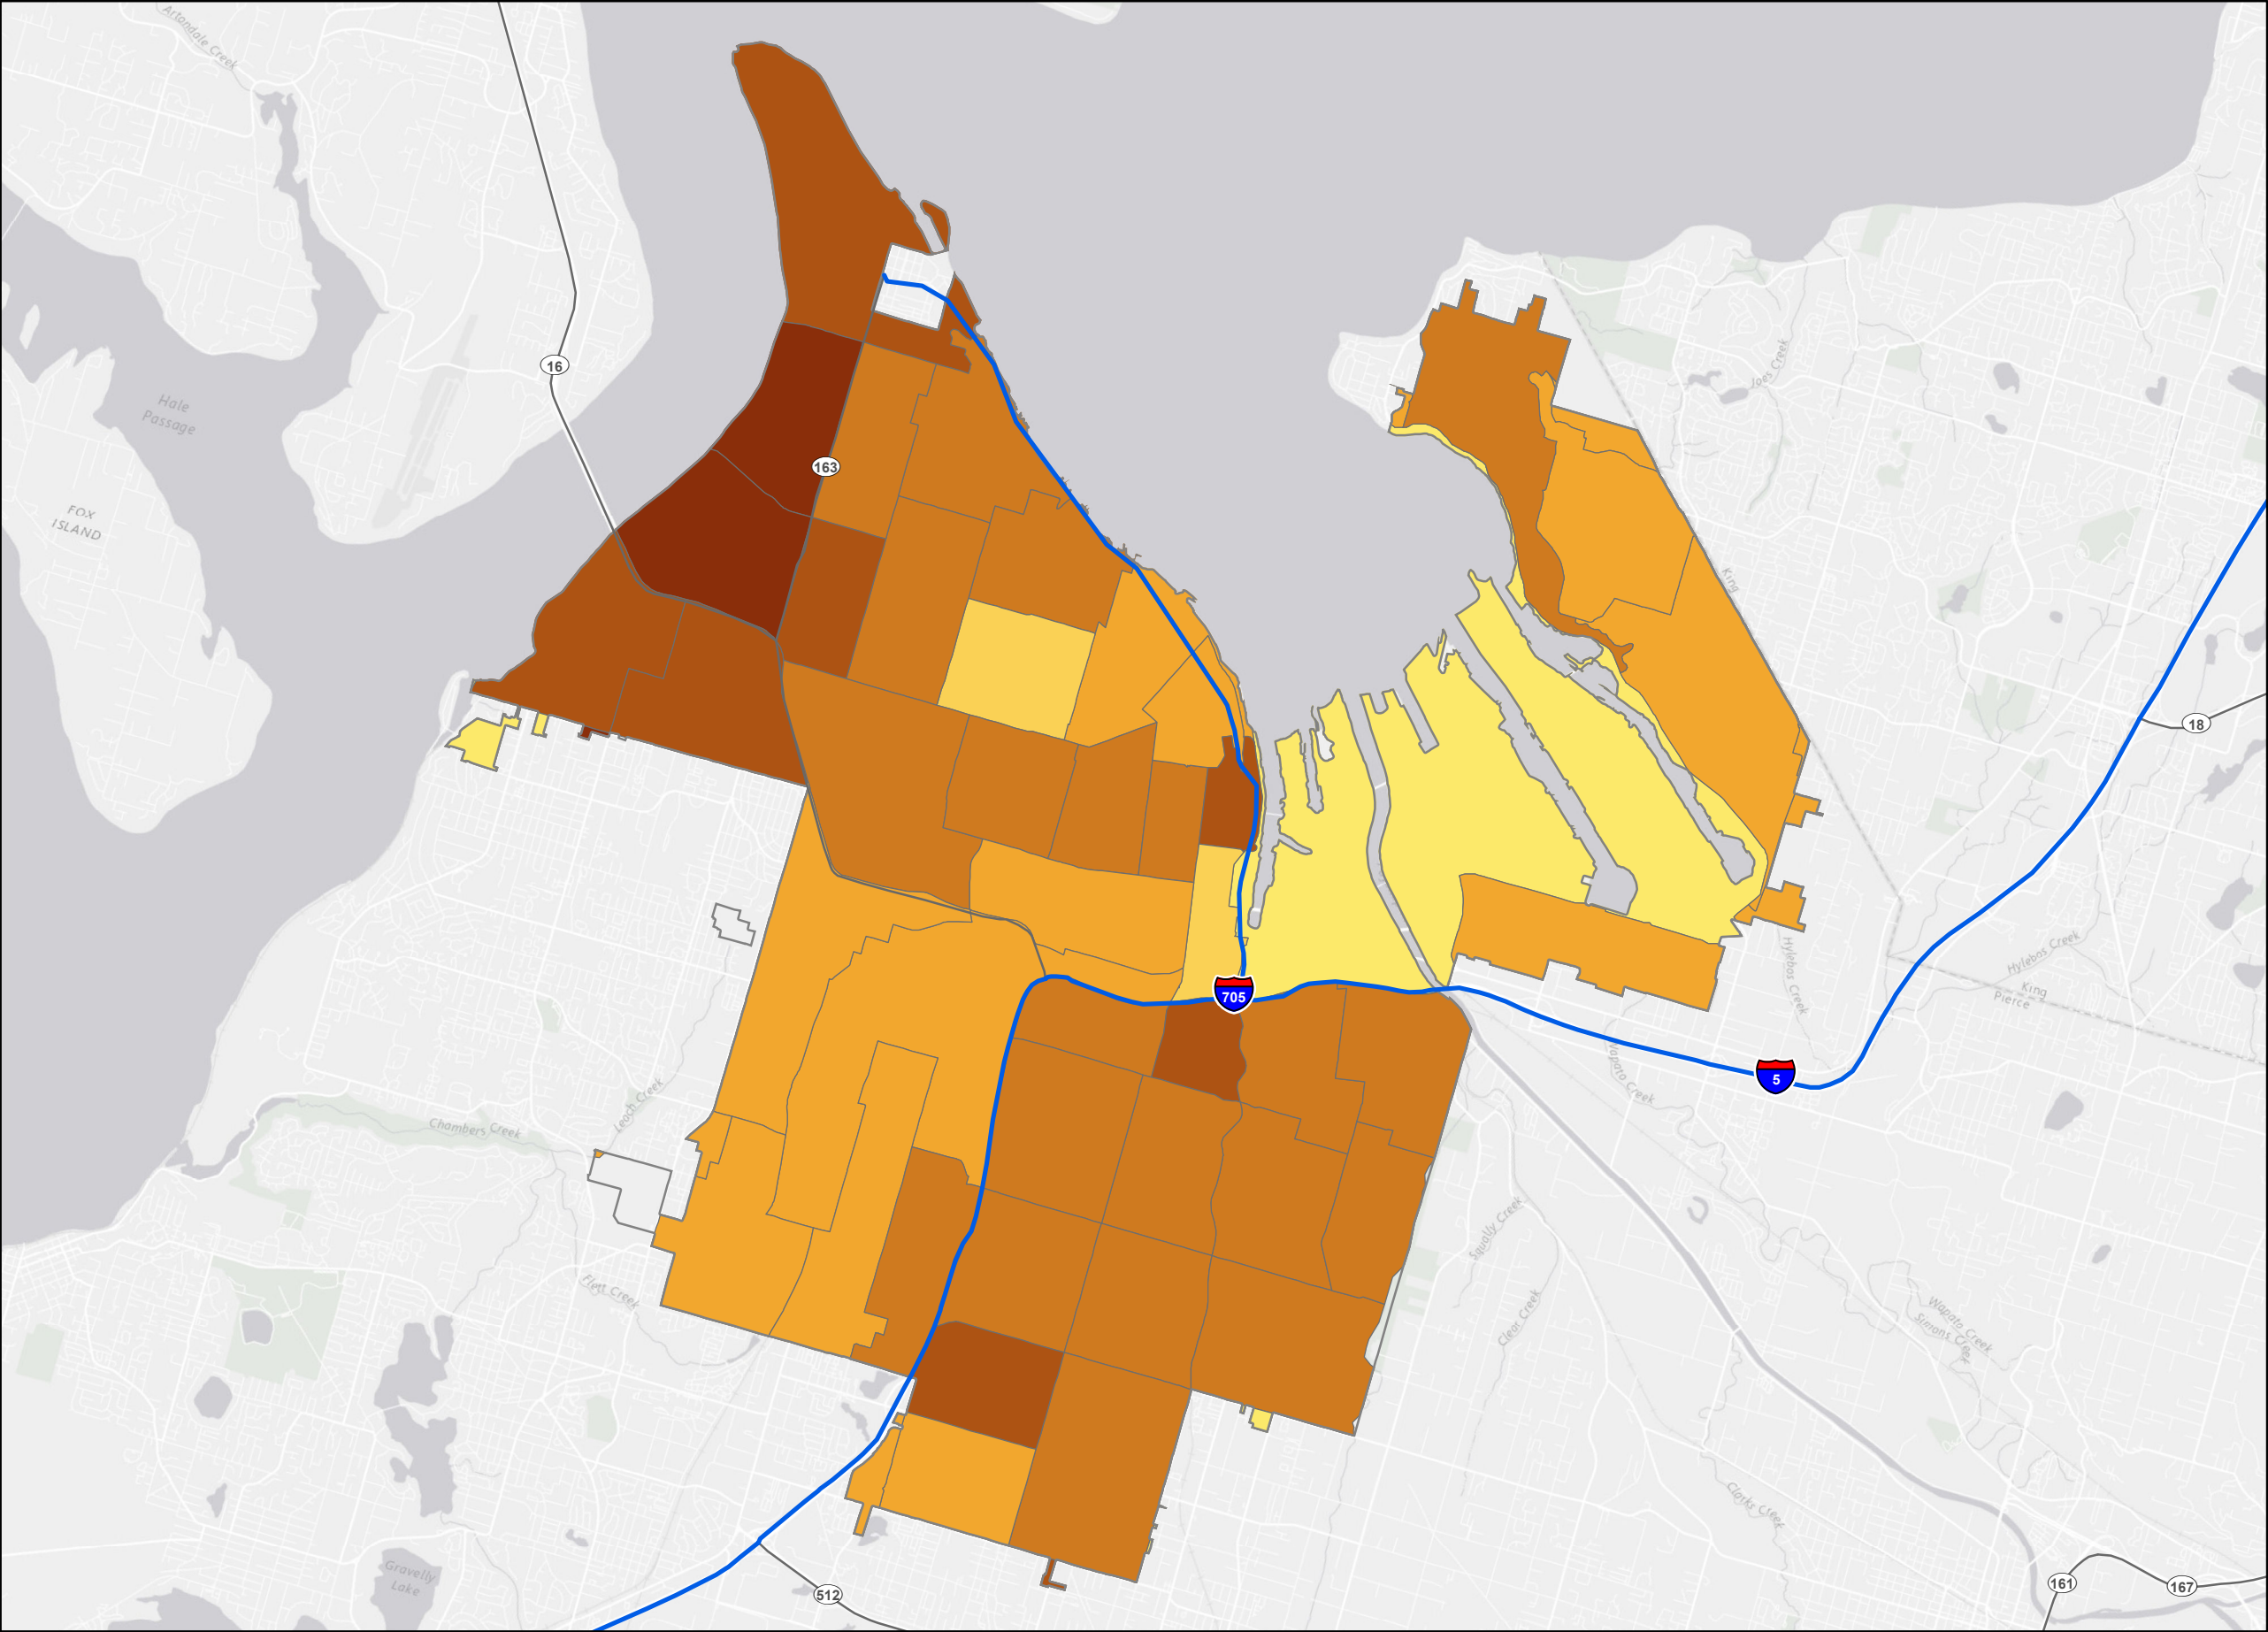 Artondale Creek
16
Hale
Passage
FOX
ISLAND
163
Joes Creek
King
18
Hylebos Creek
Hylebos Creek
King
Pierce
705
5
Wapato Creek
Leach Creek
Chambers Creek
Flett Creek
Squally Creek
Clear Creek
Wapato Creek
Simons Creek
Clarks Creek
Gravelly
Lake
512
161
167